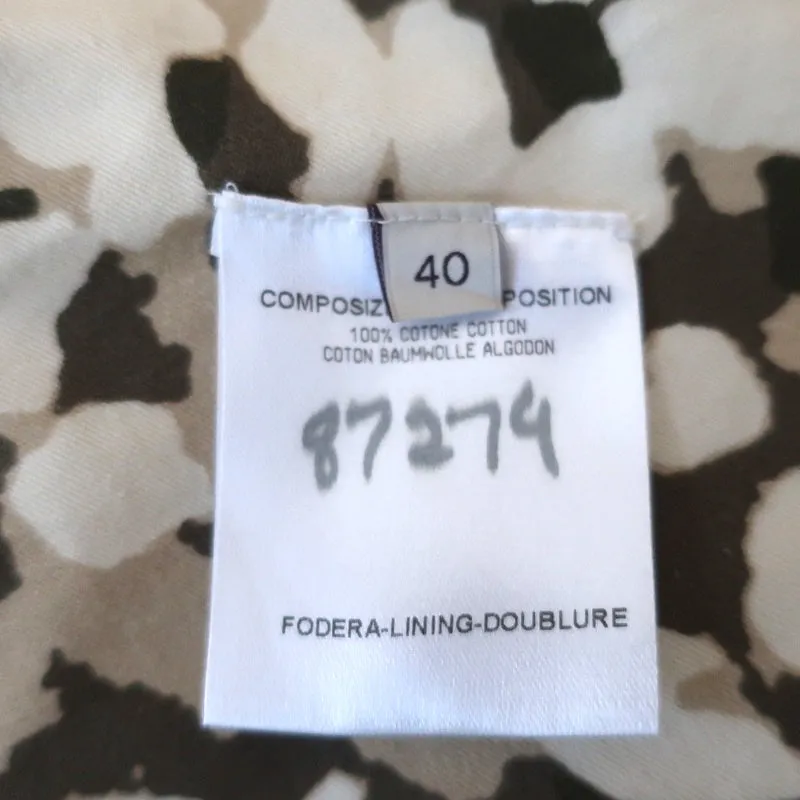 40
COMPOSIZ POSITION
100% COTONE COTTON
COTON BAUMWOLLE ALGODON
87274
FODERA-LINING-DOUBLURE